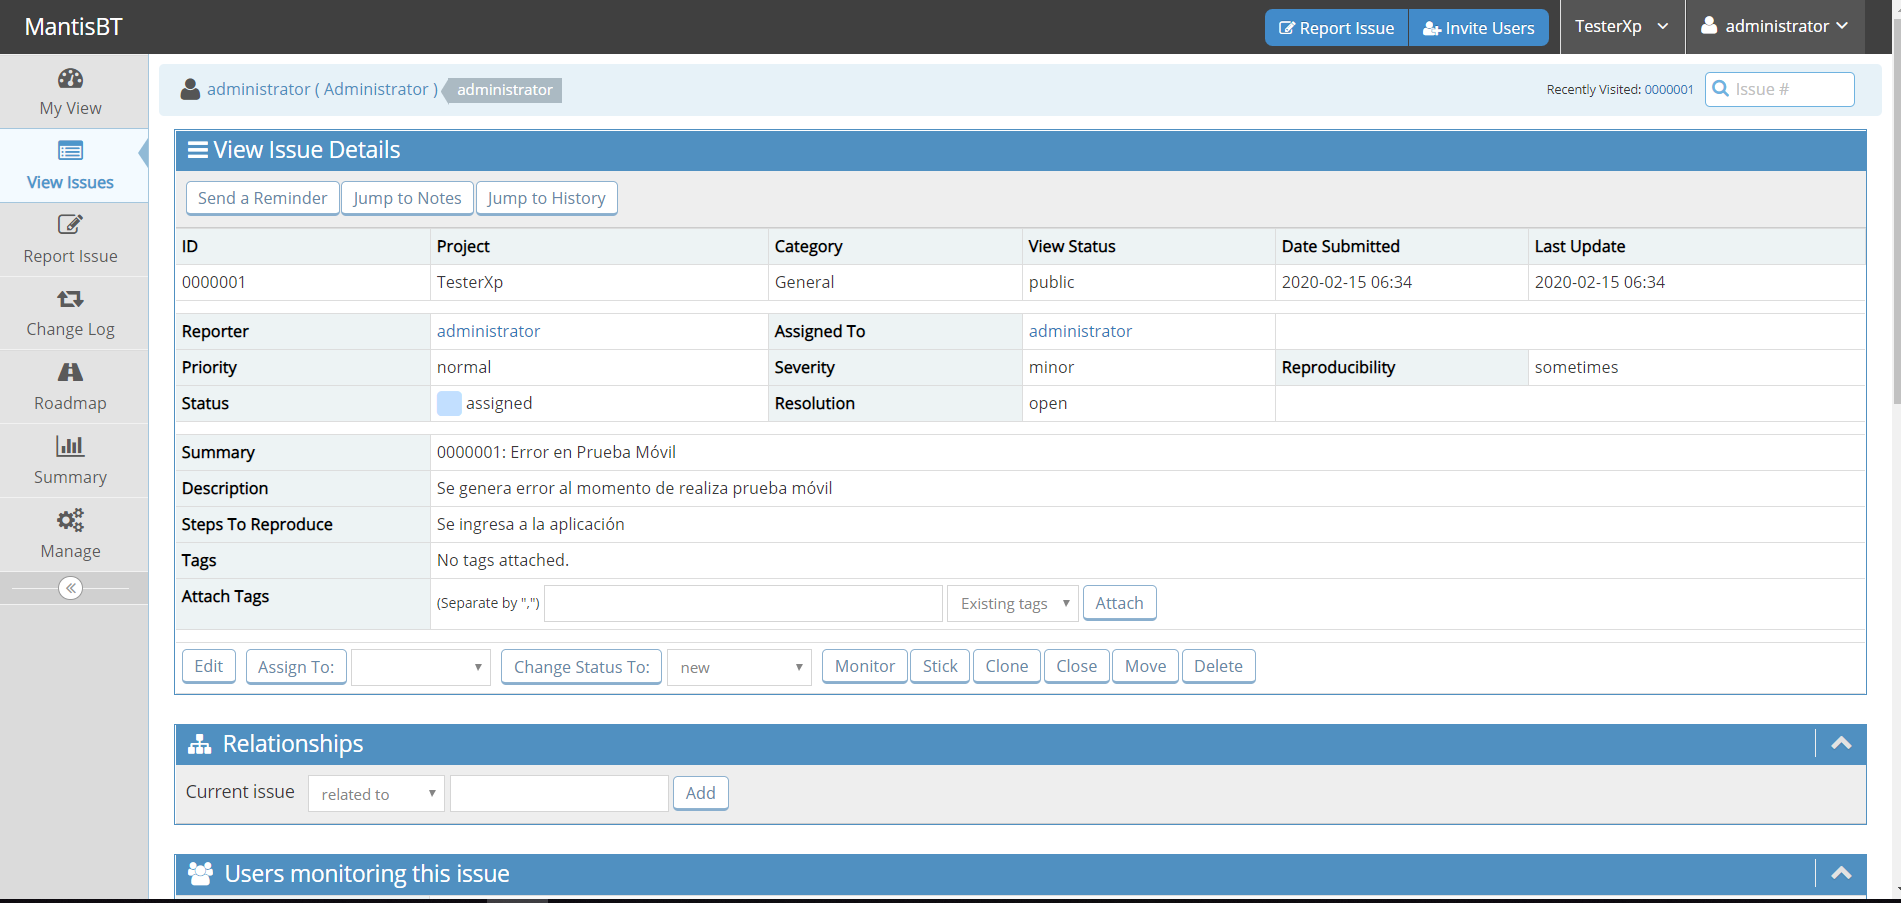 MantisBT
Report Issue
Invite Users
TesterXp
administrator
My View
View Issues
Report Issue
Change Log
Roadmap
Summary
Manage
administrator ( Administrator ) administrator
Recently Visited: 0000001
Issue #
View Issue Details
Send a Reminder Jump to Notes Jump to History
ID Project Category View Status Date Submitted Last Update
0000001 TesterXp General public 2020-02-15 06:34 2020-02-15 06:34
Reporter administrator Assigned To administrator
Priority normal Severity minor Reproducibility sometimes
Status assigned Resolution open
Summary 0000001: Error en Prueba Móvil
Description Se genera error al momento de realiza prueba móvil
Steps To Reproduce Se ingresa a la aplicación
Tags No tags attached.
Attach Tags (Separate by ",") Existing tags Attach
Edit Assign To: Change Status To: new Monitor Stick Clone Close Move Delete
Relationships
Current issue related to Add
Users monitoring this issue